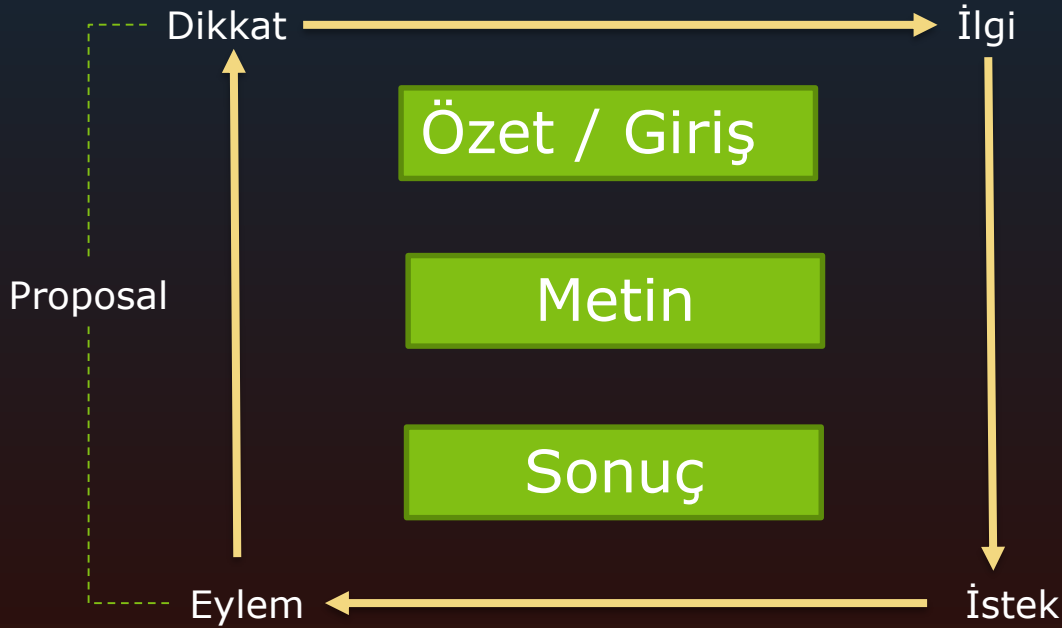 Dikkat
İlgi
Özet / Giriş
Proposal
Metin
Sonuç
Eylem
İstek